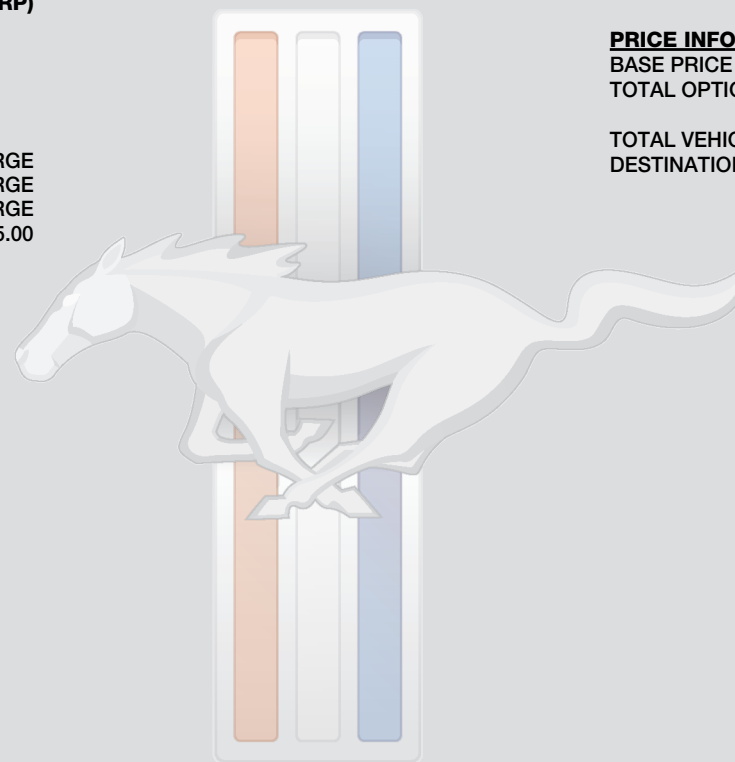 RP)
RGE
RGE
RGE
5.00
PRICE INFO
BASE PRICE
TOTAL OPTIO
TOTAL VEHIC
DESTINATION